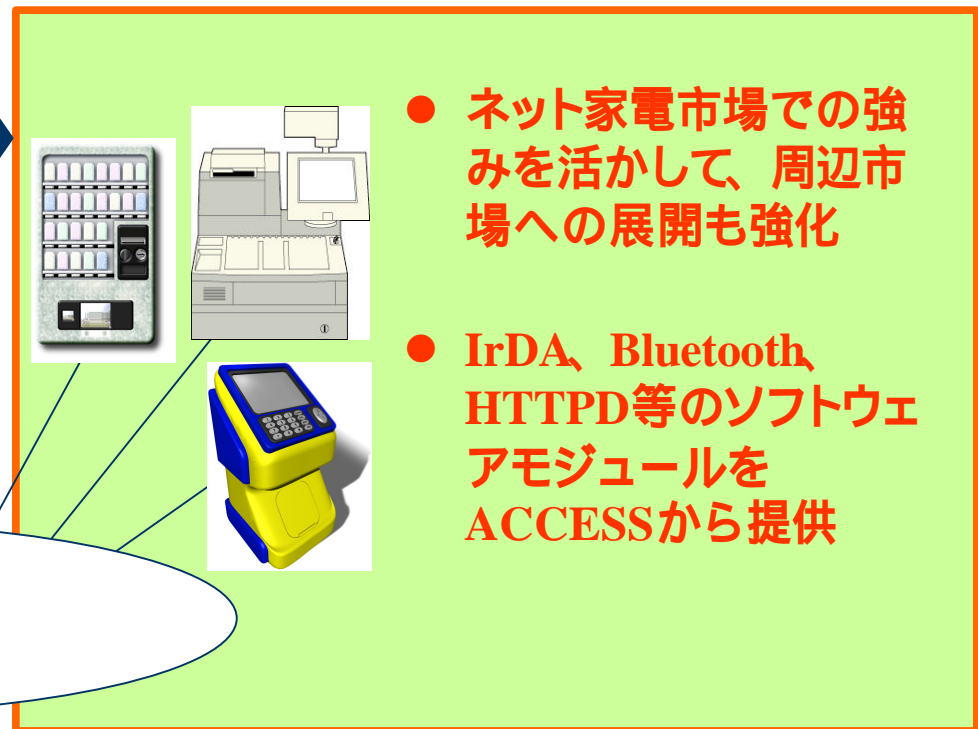 ● ネット家電市場での強
みを活かして、周辺市
場への展開も強化
● IrDA、Bluetooth、
HTTPD等のソフトウェ
アモジュールを
ACCESSから提供